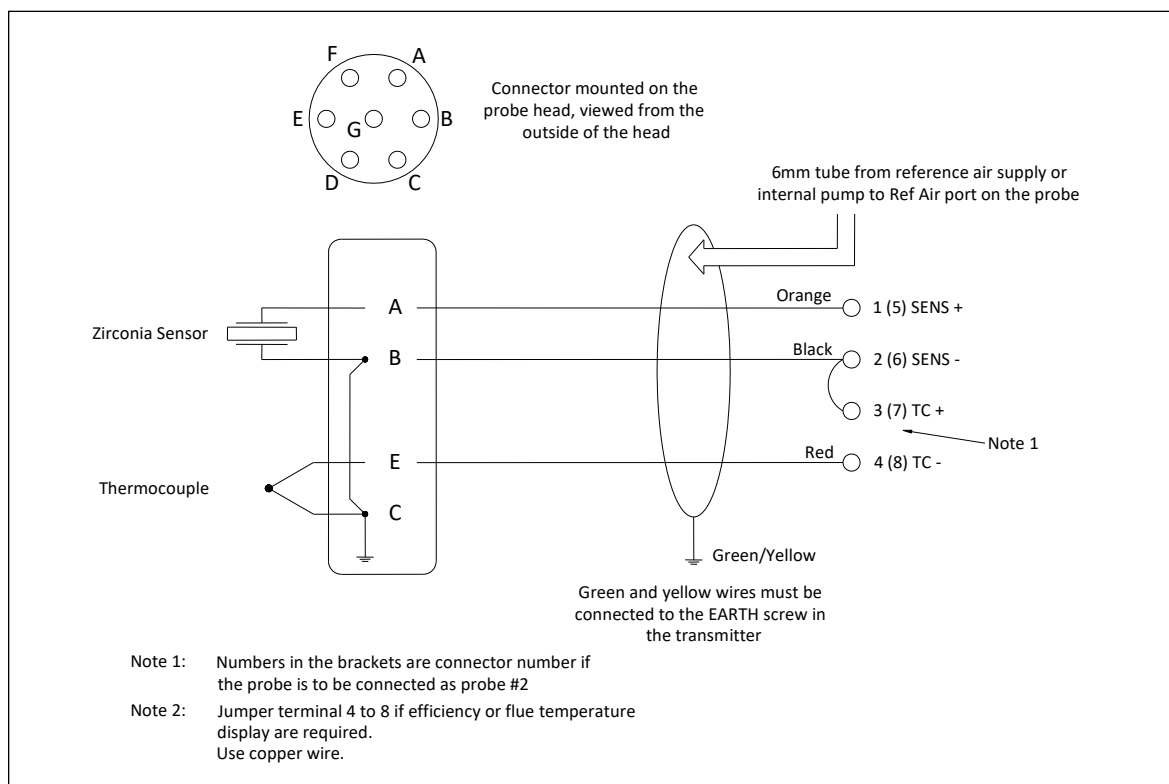 F
A
Connector mounted on the
probe head, viewed from the
outside of the head
E
G
B
D
C
6mm tube from reference air supply or
internal pump to Ref Air port on the probe
A
Orange
1 (5) SENS +
Zirconia Sensor
B
Black
2 (6) SENS -
3 (7) TC +
Note 1
E
Red
4 (8) TC -
Thermocouple
C
Green/Yellow
Green and yellow wires must be
connected to the EARTH screw in
the transmitter
Note 1: Numbers in the brackets are connector number if
the probe is to be connected as probe #2
Note 2: Jumper terminal 4 to 8 if efficiency or flue temperature
display are required.
Use copper wire.